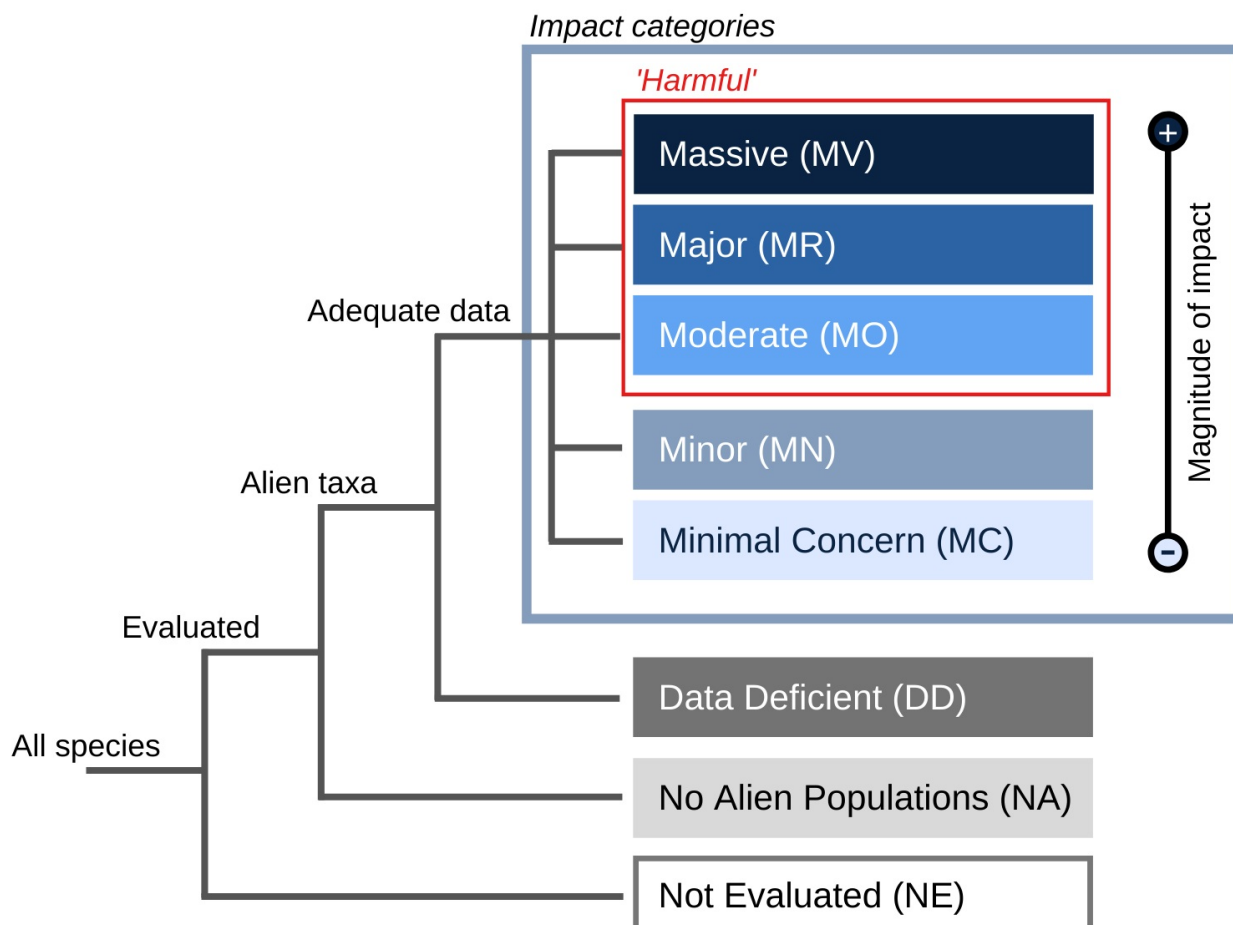 Impact categories
'Harmful'
Massive (MV)
Major (MR)
Moderate (MO)
Minor (MN)
Minimal Concern (MC)
+
Magnitude of impact
-
Adequate data
Alien taxa
Evaluated
All species
Data Deficient (DD)
No Alien Populations (NA)
Not Evaluated (NE)